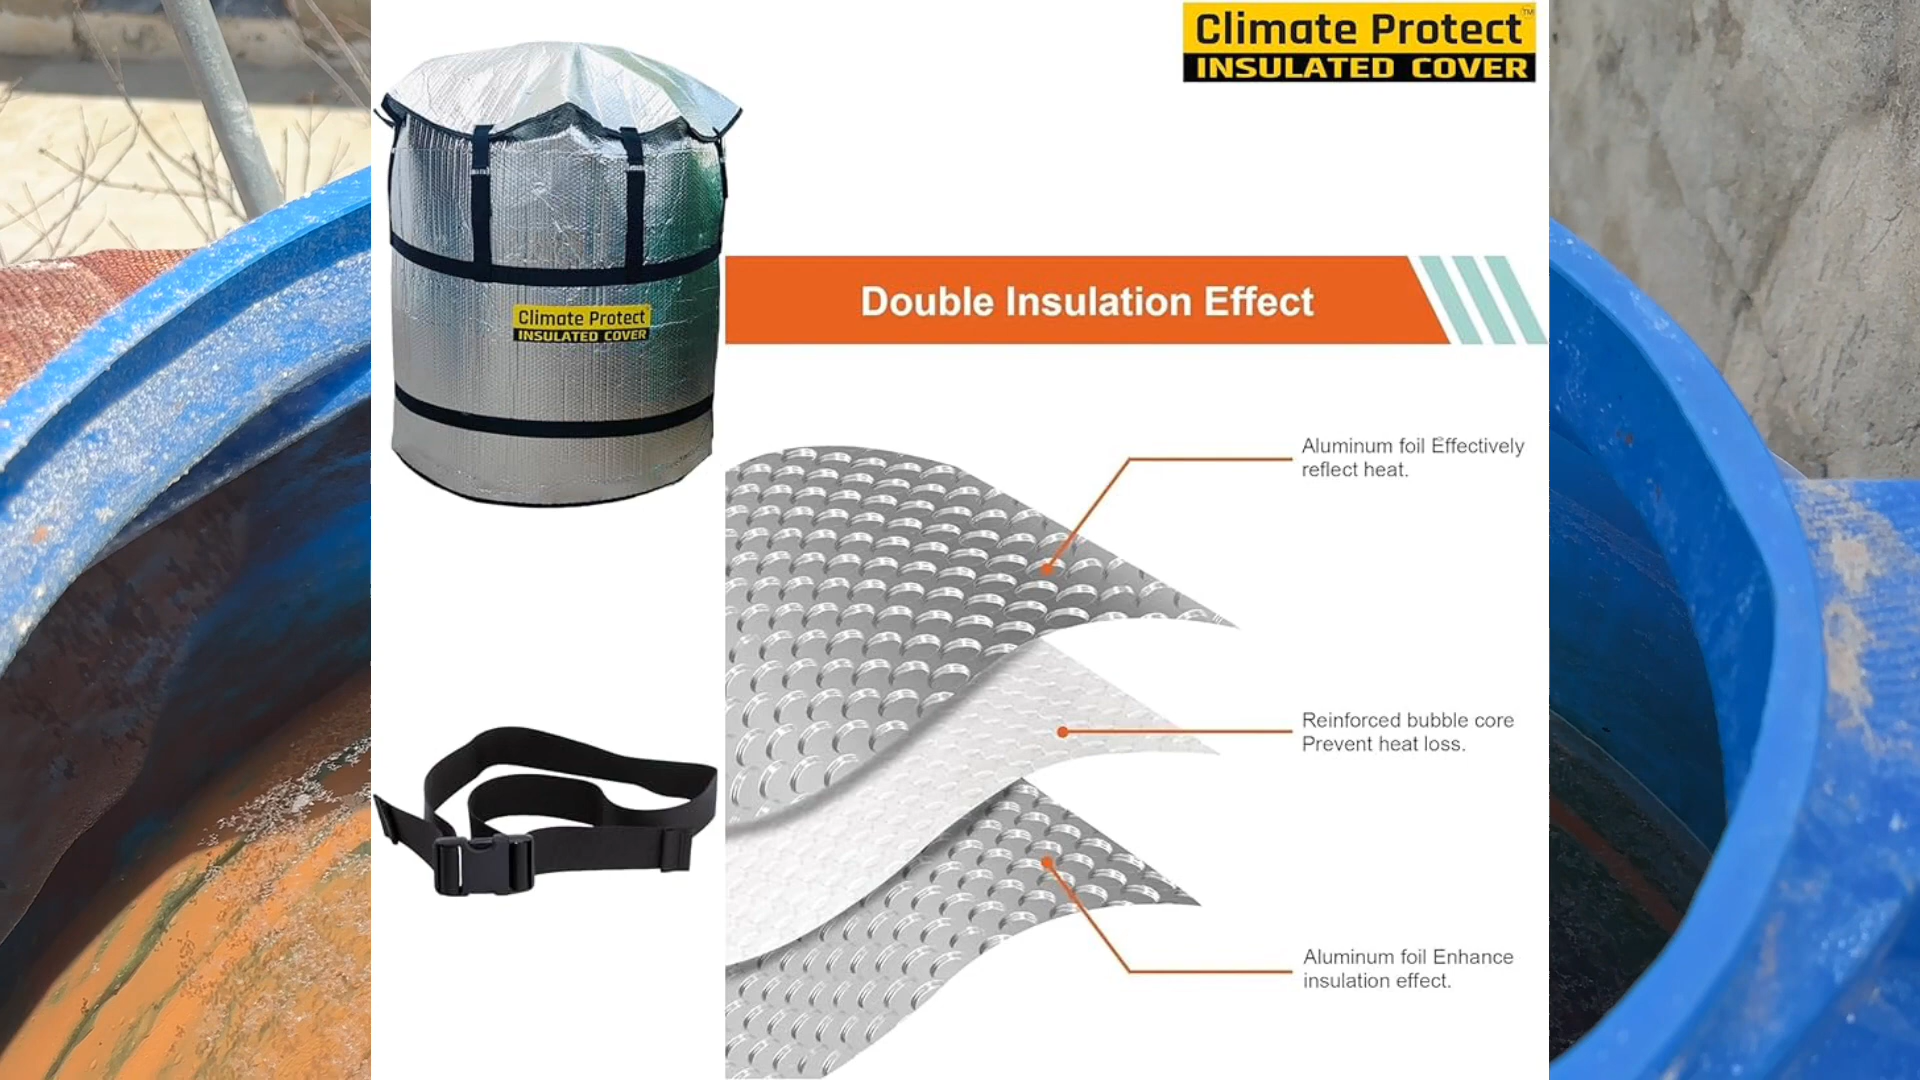 Climate Protect™
INSULATED COVER
Climate Protect
INSULATED COVER
Double Insulation Effect
Aluminum foil Effectively
reflect heat.
Reinforced bubble core
Prevent heat loss.
Aluminum foil Enhance
insulation effect.